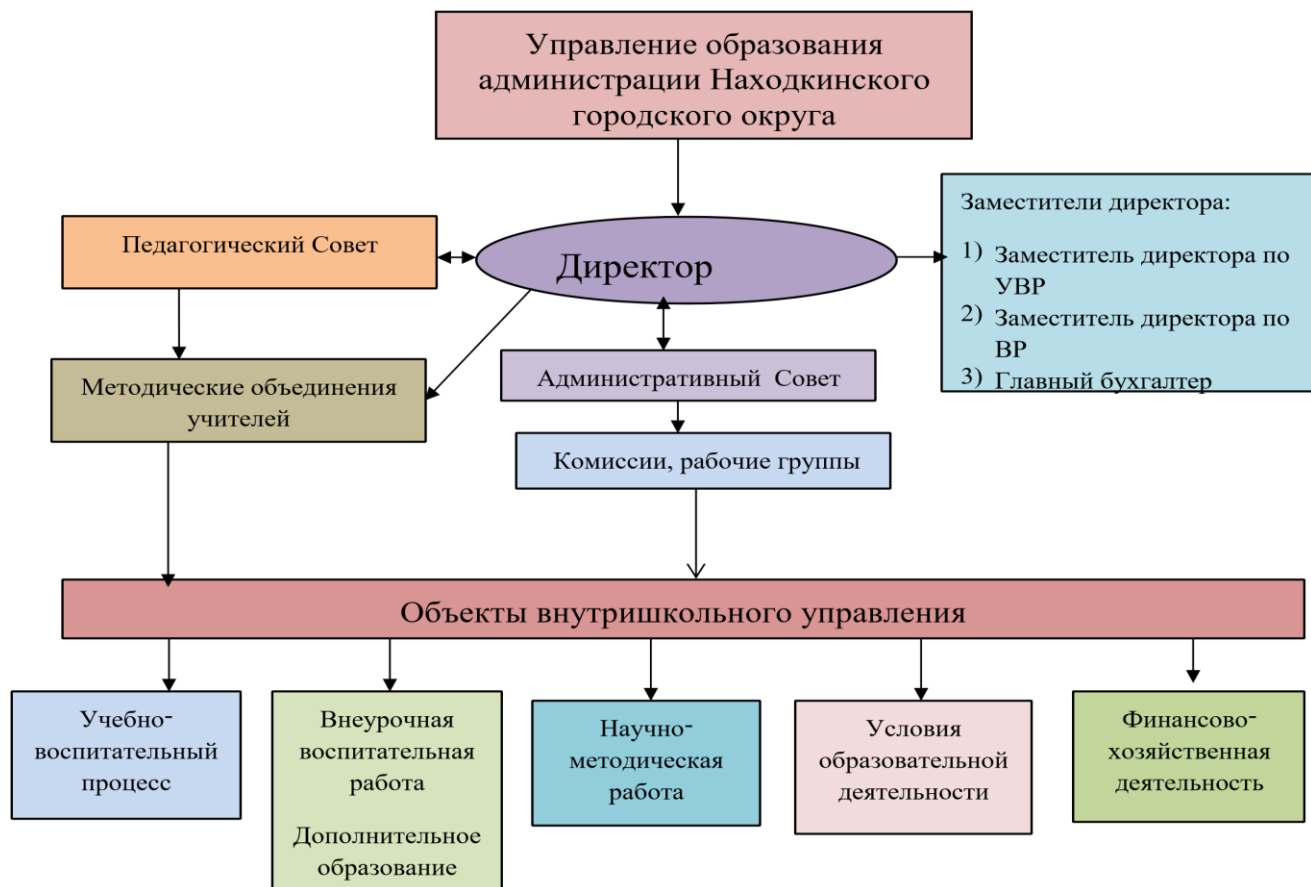 Управление образования
администрации Находкинского
городского округа
Педагогический Совет
Директор
Заместители директора:
1) Заместитель директора по
УВР
2) Заместитель директора по
ВР
3) Главный бухгалтер
Методические объединения
учителей
Административный Совет
Комиссии, рабочие группы
Объекты внутришкольного управления
Учебно-
воспитательный
процесс
Внеурочная
воспитательная
работа
Дополнительное
образование
Научно-
методическая
работа
Условия
образовательной
деятельности
Финансово-
хозяйственная
деятельность